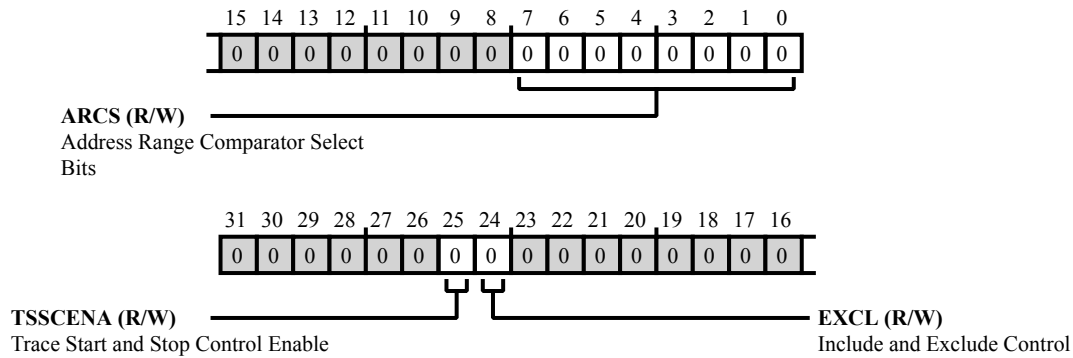 15 14 13 12 11 10 9 8 7 6 5 4 3 2 1 0
0 0 0 0 0 0 0 0 0 0 0 0 0 0 0 0
ARCS (R/W)
Address Range Comparator Select
Bits
31 30 29 28 27 26 25 24 23 22 21 20 19 18 17 16
0 0 0 0 0 0 0 0 0 0 0 0 0 0 0 0
TSSCENA (R/W)
Trace Start and Stop Control Enable
EXCL (R/W)
Include and Exclude Control